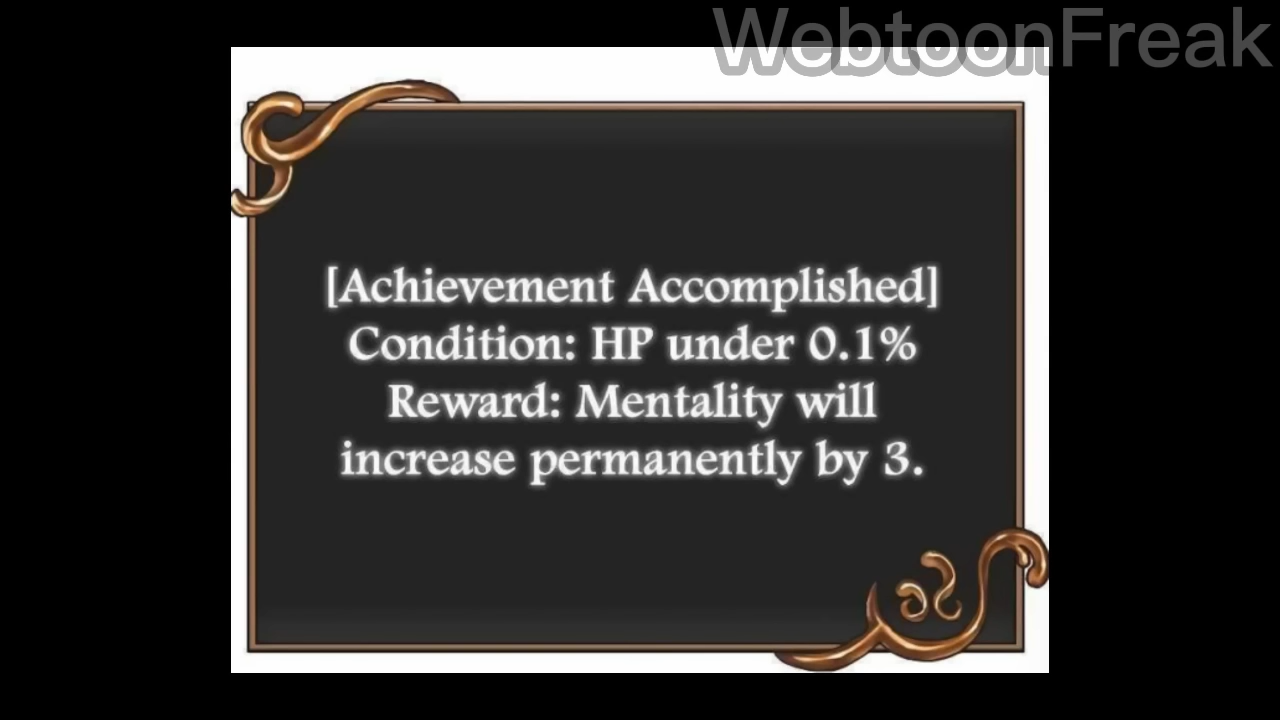 WebtoonFreak
[Achievement Accomplished]
Condition: HP under 0.1%
Reward: Mentality will
increase permanently by 3.